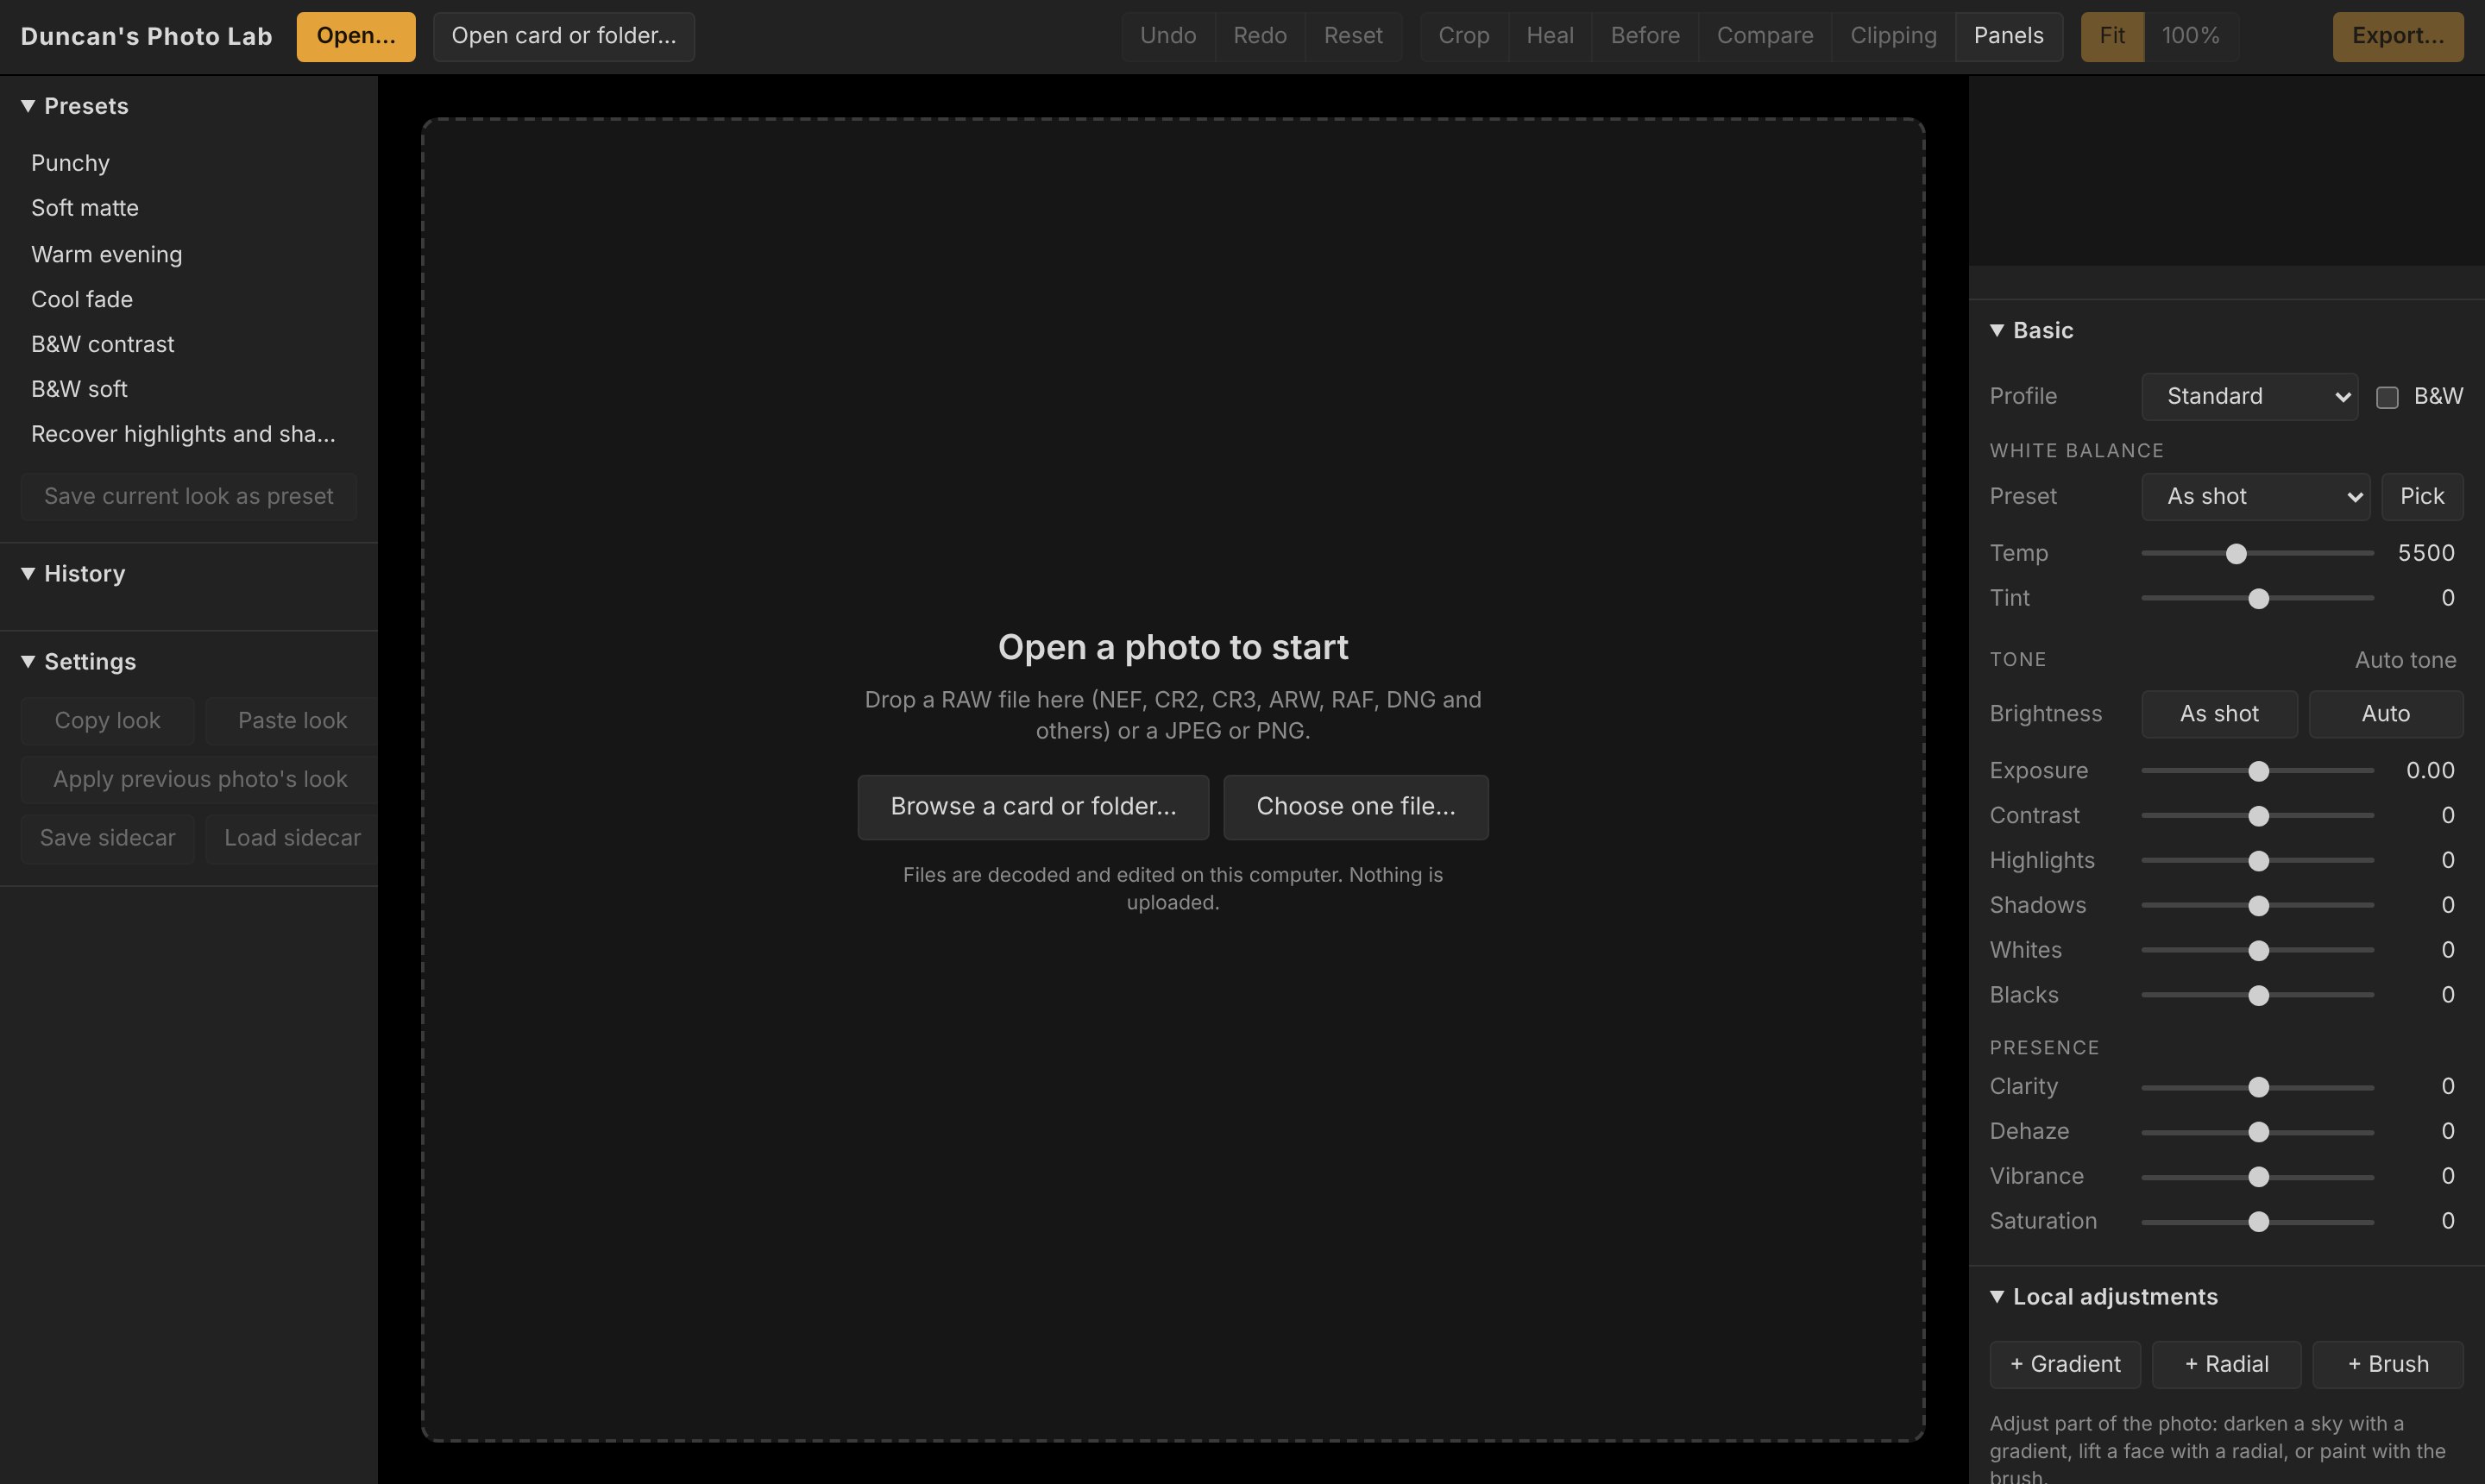 Duncan's Photo Lab Open... Open card or folder... Undo Redo Reset Crop Heal Before Compare Clipping Panels Fit 100% Export...
Presets
Punchy
Soft matte
Warm evening
Cool fade
B&W contrast
B&W soft
Recover highlights and sha...
Save current look as preset
History
Settings
Copy look Paste look
Apply previous photo's look
Save sidecar Load sidecar
Open a photo to start
Drop a RAW file here (NEF, CR2, CR3, ARW, RAF, DNG and
others) or a JPEG or PNG.
Browse a card or folder... Choose one file...
Files are decoded and edited on this computer. Nothing is
uploaded.
Basic
Profile Standard B&W
WHITE BALANCE
Preset As shot Pick
Temp 5500
Tint 0
TONE Auto tone
Brightness As shot Auto
Exposure 0.00
Contrast 0
Highlights 0
Shadows 0
Whites 0
Blacks 0
PRESENCE
Clarity 0
Dehaze 0
Vibrance 0
Saturation 0
Local adjustments
+ Gradient + Radial + Brush
Adjust part of the photo: darken a sky with a
gradient, lift a face with a radial, or paint with the
brush.